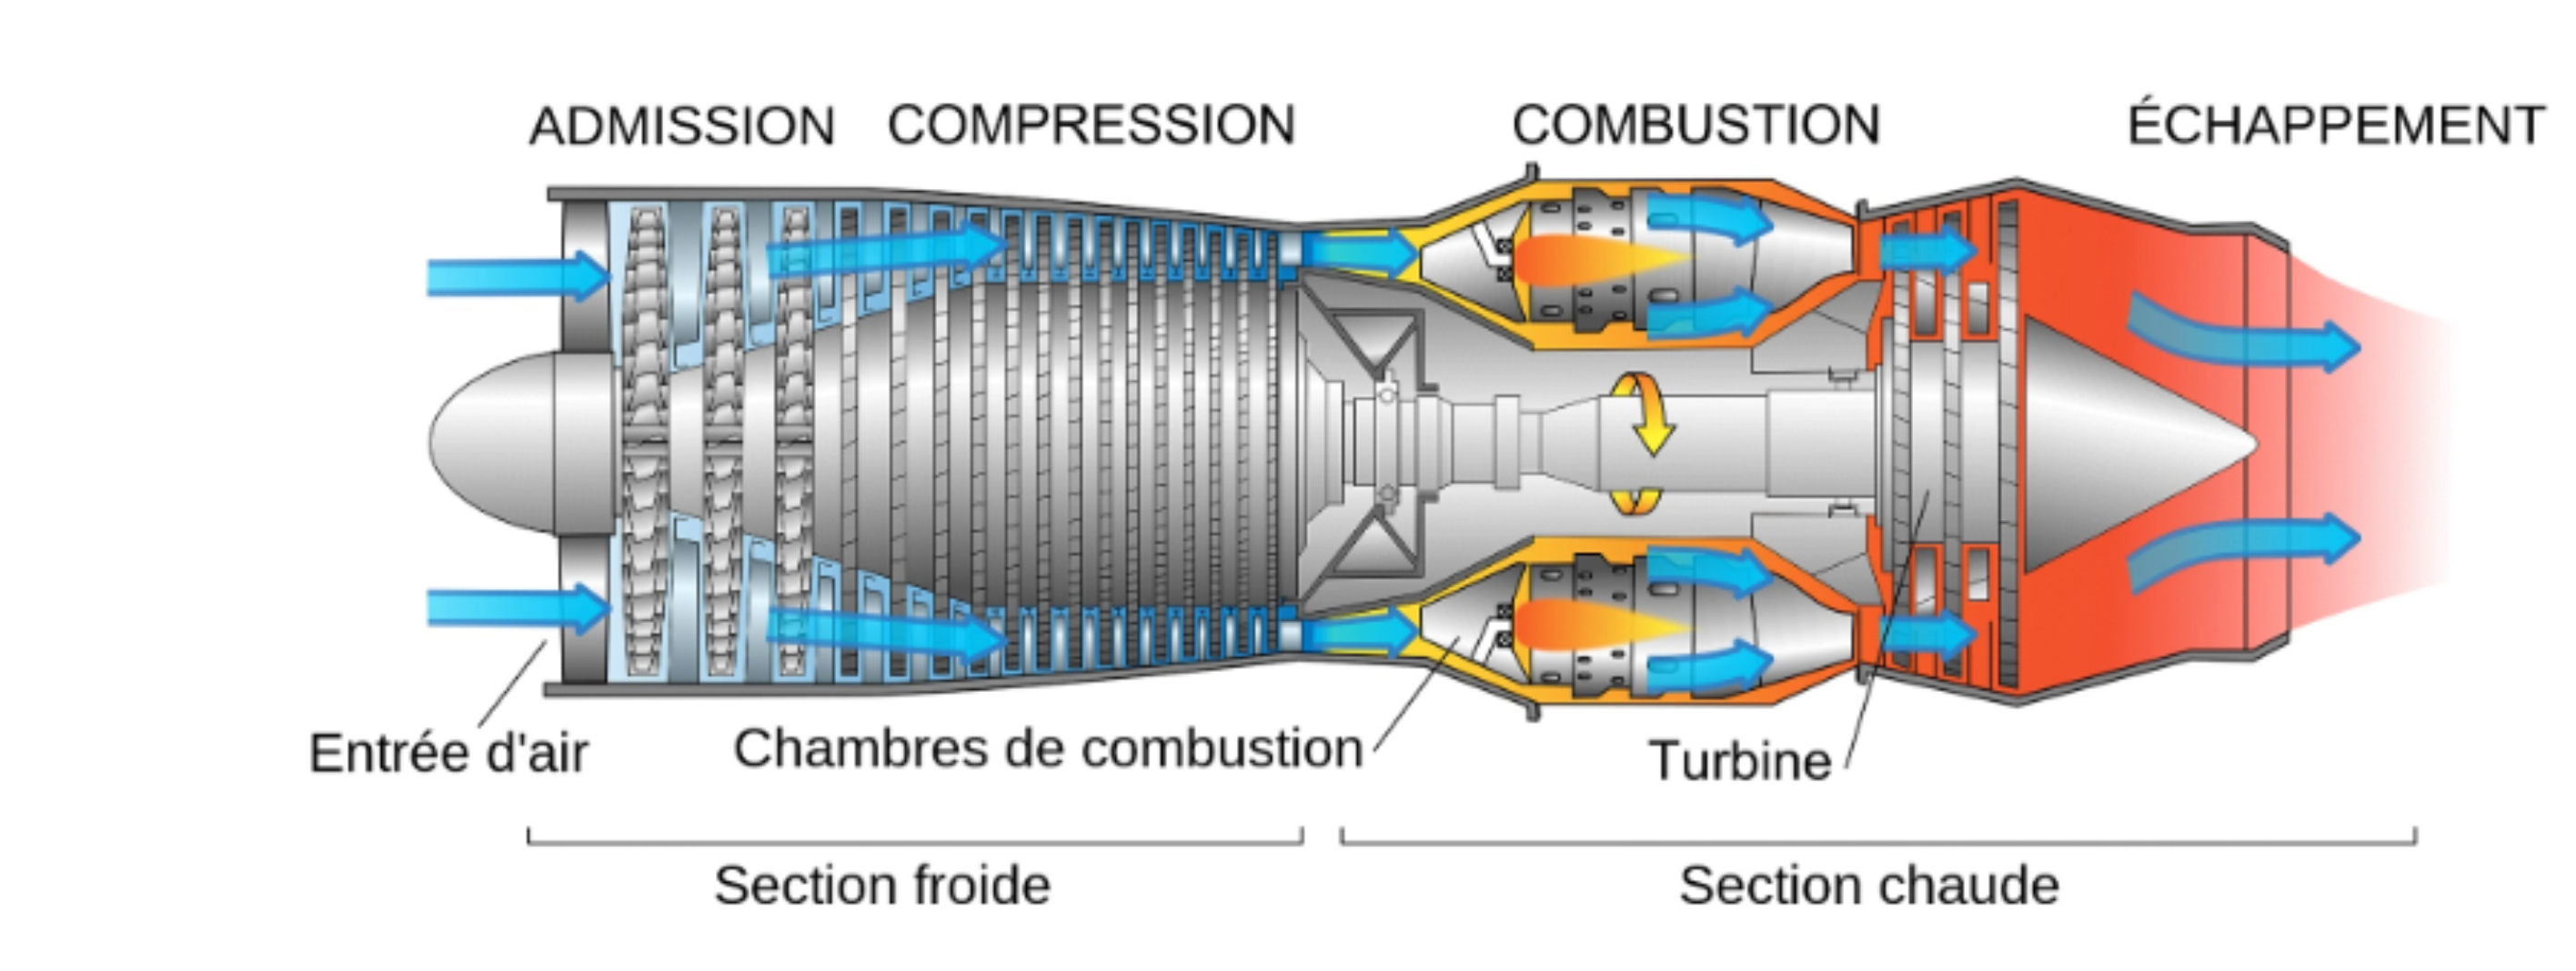 ADMISSION
COMPRESSION
COMBUSTION
ÉCHAPPEMENT
Entrée d'air
Chambres de combustion
Turbine
Section froide
Section chaude